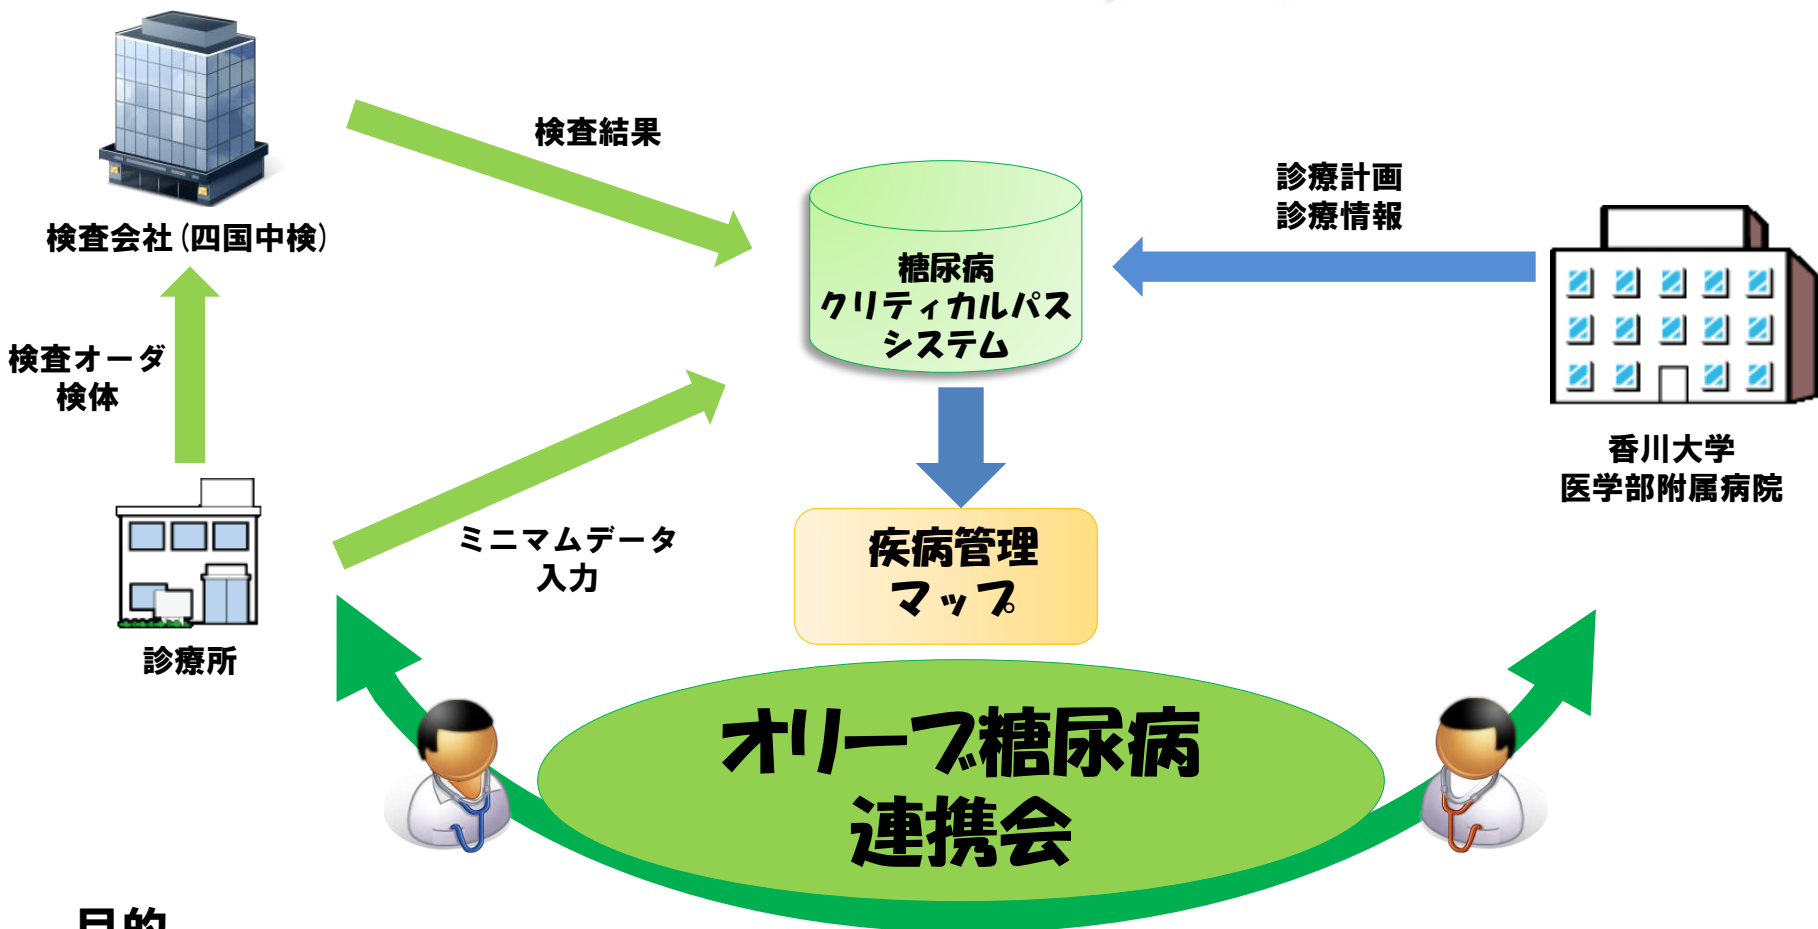 検査結果
診療計画
診療情報
検査会社(四国中検)
糖尿病
クリティカルパス
システム
検査オーダ
検体
香川大学
医学部附属病院
ミニマムデータ
入力
疾病管理
マップ
診療所
オリーブ糖尿病
連携会
目的